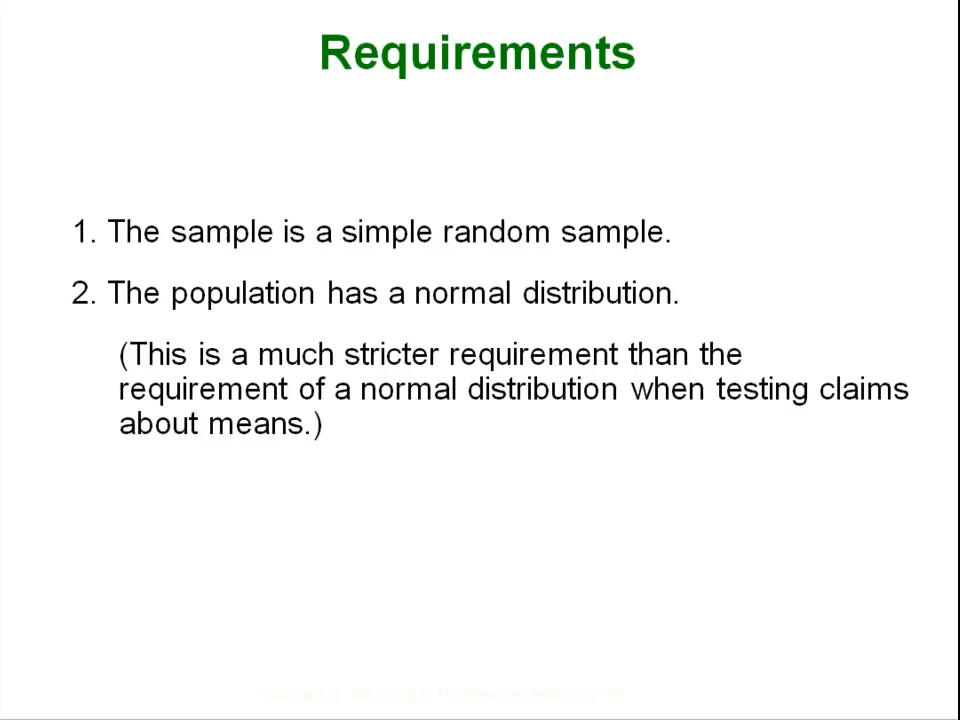 Requirements
1. The sample is a simple random sample.
2. The population has a normal distribution.
(This is a much stricter requirement than the
requirement of a normal distribution when testing claims
about means.)